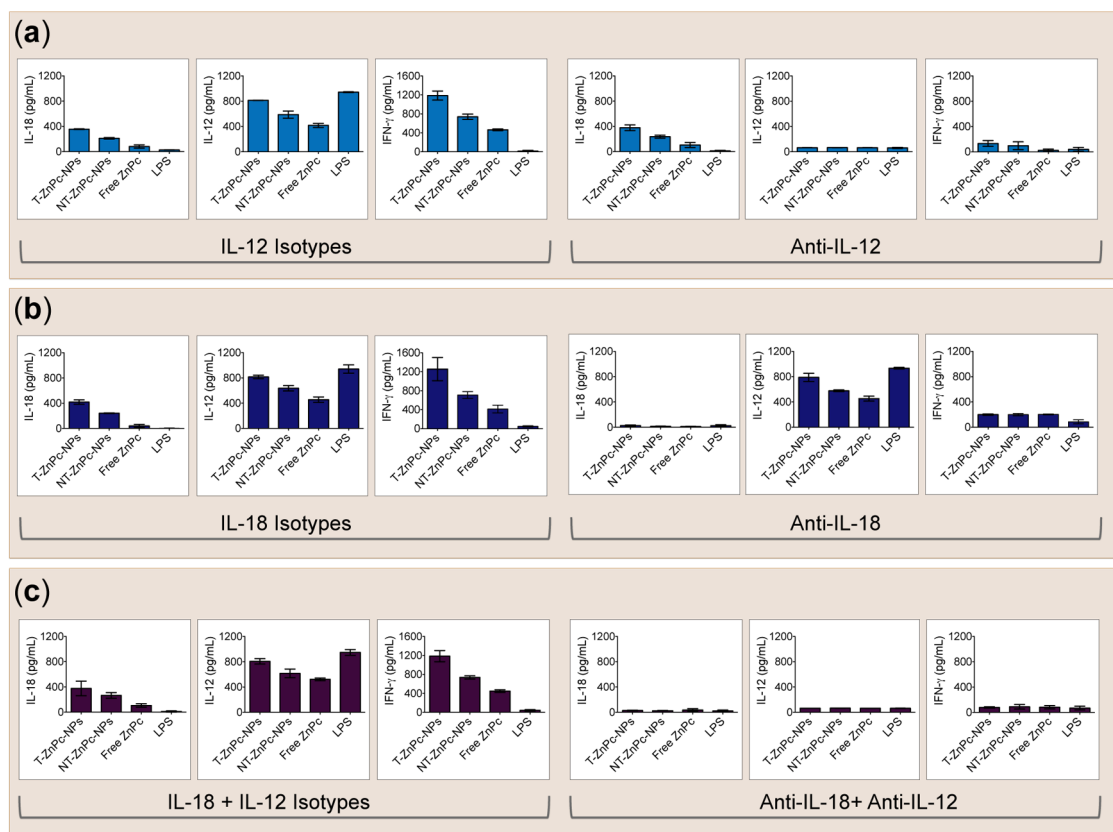 (a)
IL-18 (pg/mL)
1200
800
400
0
T-ZnPc-NPs
NT-ZnPc-NPs
Free ZnPc
LPS
IL-12 (pg/mL)
1200
800
400
0
T-ZnPc-NPs
NT-ZnPc-NPs
Free ZnPc
LPS
IFN-γ (pg/mL)
1600
1200
800
400
0
T-ZnPc-NPs
NT-ZnPc-NPs
Free ZnPc
LPS
IL-18 (pg/mL)
1200
800
400
0
T-ZnPc-NPs
NT-ZnPc-NPs
Free ZnPc
LPS
IL-12 (pg/mL)
1200
800
400
0
T-ZnPc-NPs
NT-ZnPc-NPs
Free ZnPc
LPS
IFN-γ (pg/mL)
1200
800
400
0
T-ZnPc-NPs
NT-ZnPc-NPs
Free ZnPc
LPS
IL-12 Isotypes
Anti-IL-12
(b)
IL-18 (pg/mL)
1200
800
400
0
T-ZnPc-NPs
NT-ZnPc-NPs
Free ZnPc
LPS
IL-12 (pg/mL)
1200
800
400
0
T-ZnPc-NPs
NT-ZnPc-NPs
Free ZnPc
LPS
IFN-γ (pg/mL)
1600
1200
800
400
0
T-ZnPc-NPs
NT-ZnPc-NPs
Free ZnPc
LPS
IL-18 (pg/mL)
1200
800
400
0
T-ZnPc-NPs
NT-ZnPc-NPs
Free ZnPc
LPS
IL-12 (pg/mL)
1200
800
400
0
T-ZnPc-NPs
NT-ZnPc-NPs
Free ZnPc
LPS
IFN-γ (pg/mL)
1200
800
400
0
T-ZnPc-NPs
NT-ZnPc-NPs
Free ZnPc
LPS
IL-18 Isotypes
Anti-IL-18
(c)
IL-18 (pg/mL)
1200
800
400
0
T-ZnPc-NPs
NT-ZnPc-NPs
Free ZnPc
LPS
IL-12 (pg/mL)
1200
800
400
0
T-ZnPc-NPs
NT-ZnPc-NPs
Free ZnPc
LPS
IFN-γ (pg/mL)
1600
1200
800
400
0
T-ZnPc-NPs
NT-ZnPc-NPs
Free ZnPc
LPS
IL-18 (pg/mL)
1200
800
400
0
T-ZnPc-NPs
NT-ZnPc-NPs
Free ZnPc
LPS
IL-12 (pg/mL)
1200
800
400
0
T-ZnPc-NPs
NT-ZnPc-NPs
Free ZnPc
LPS
IFN-γ (pg/mL)
1200
800
400
0
T-ZnPc-NPs
NT-ZnPc-NPs
Free ZnPc
LPS
IL-18 + IL-12 Isotypes
Anti-IL-18+ Anti-IL-12